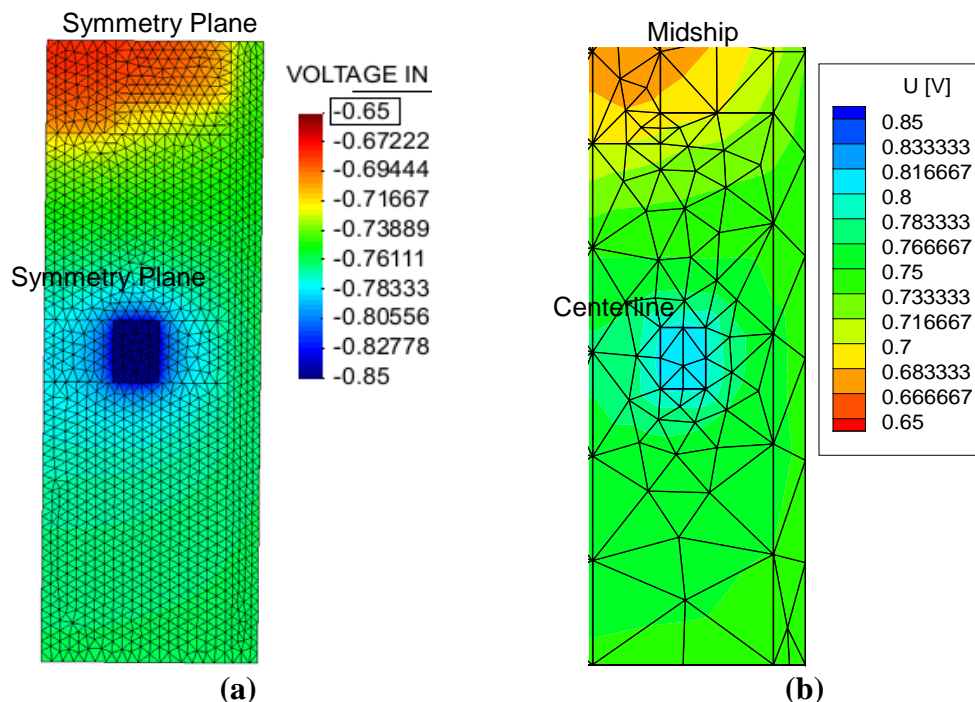 Symmetry Plane
VOLTAGE IN
-0.65
-0.67222
-0.69444
-0.71667
-0.73889
-0.76111
-0.78333
-0.80556
-0.82778
-0.85
Symmetry Plane
(a)
Midship
U [V]
0.85
0.833333
0.816667
0.8
0.783333
0.766667
0.75
0.733333
0.716667
0.7
0.683333
0.666667
0.65
Centerline
(b)